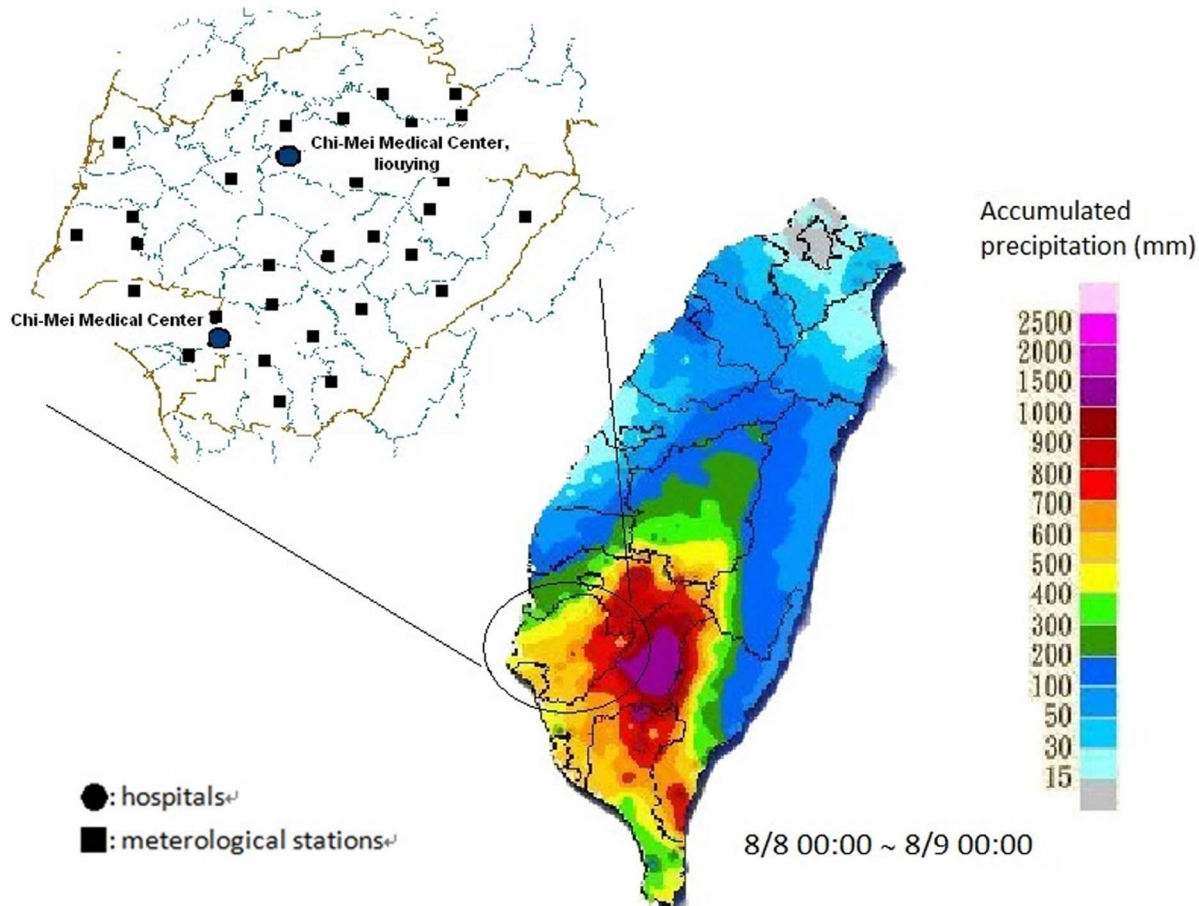 Chi-Mei Medical Center,
liouying
Chi-Mei Medical Center
Accumulated
precipitation (mm)
2500
2000
1500
1000
900
800
700
600
500
400
300
200
100
50
30
15
●: hospitals↵
■: meterological stations↵
8/8 00:00 ~ 8/9 00:00